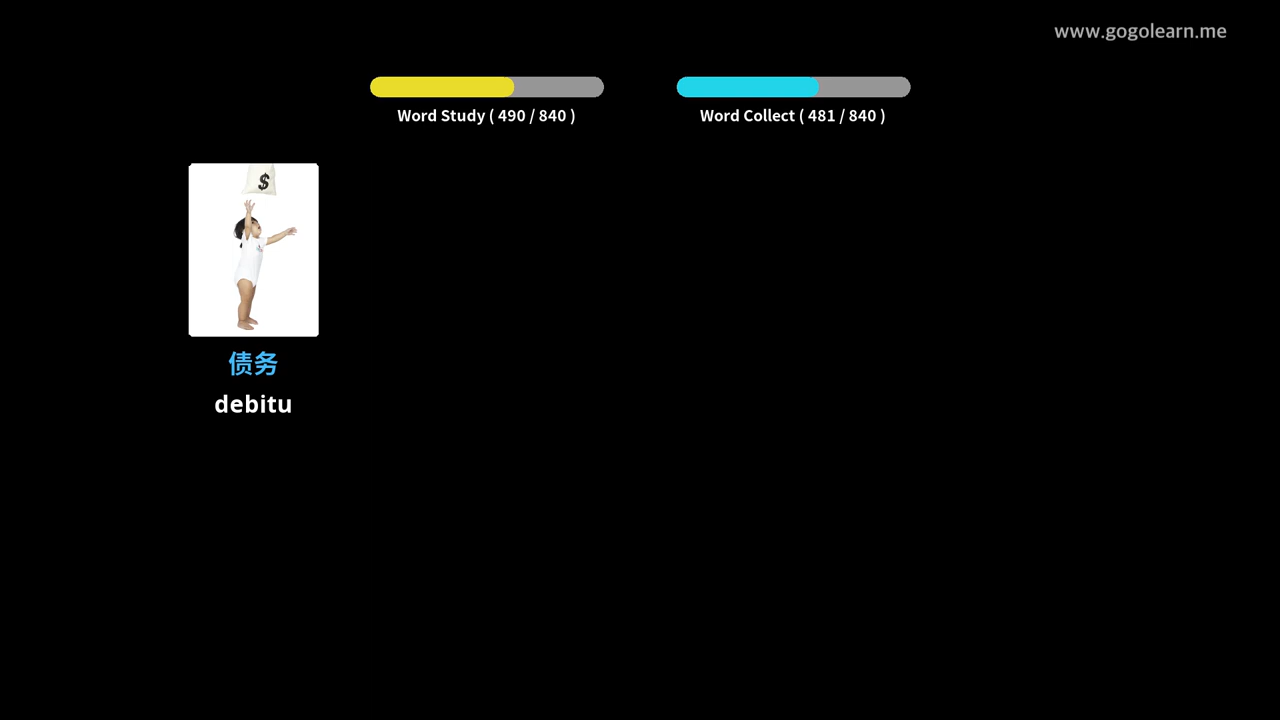 www.gogolearn.me
Word Study ( 490 / 840 )
Word Collect ( 481 / 840 )
$
债务
debitu